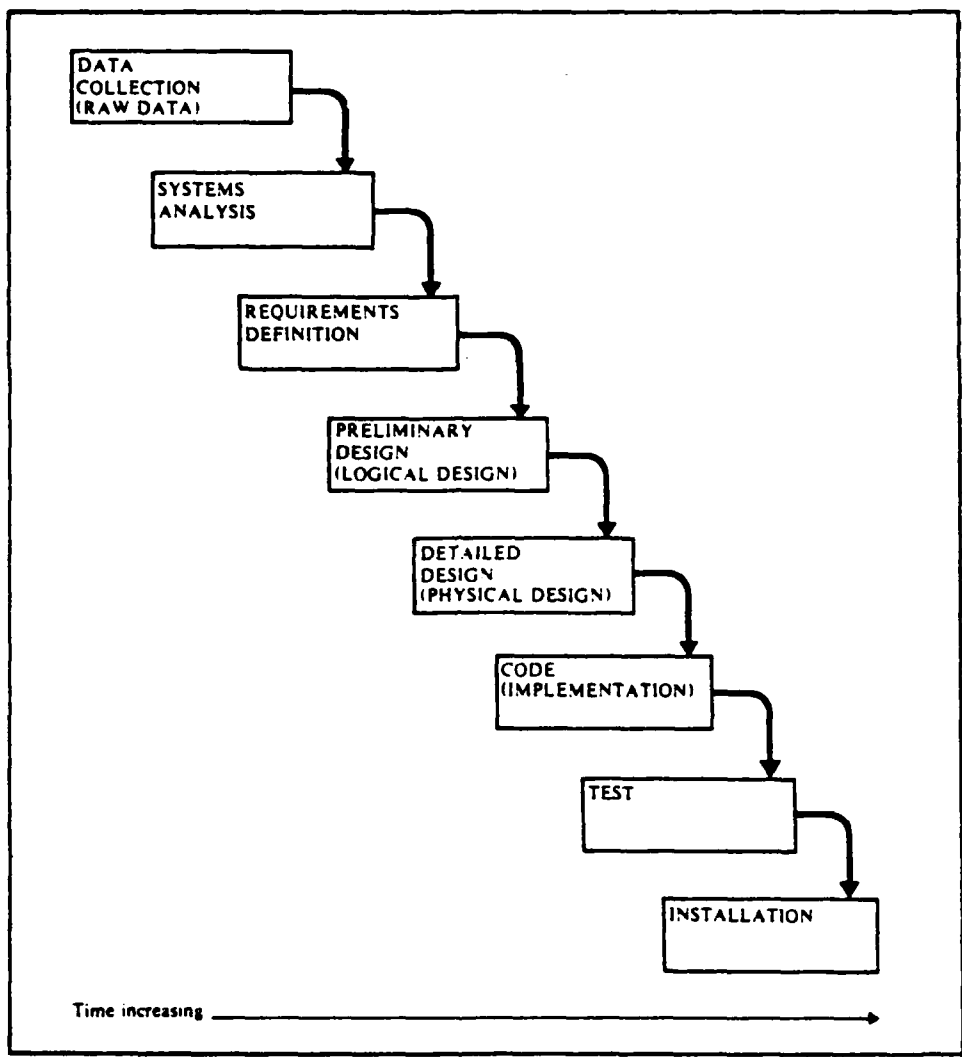 DATA
COLLECTION
(RAW DATA)
SYSTEMS
ANALYSIS
REQUIREMENTS
DEFINITION
PRELIMINARY
DESIGN
(LOGICAL DESIGN)
DETAILED
DESIGN
(PHYSICAL DESIGN)
CODE
(IMPLEMENTATION)
TEST
INSTALLATION
Time increasing